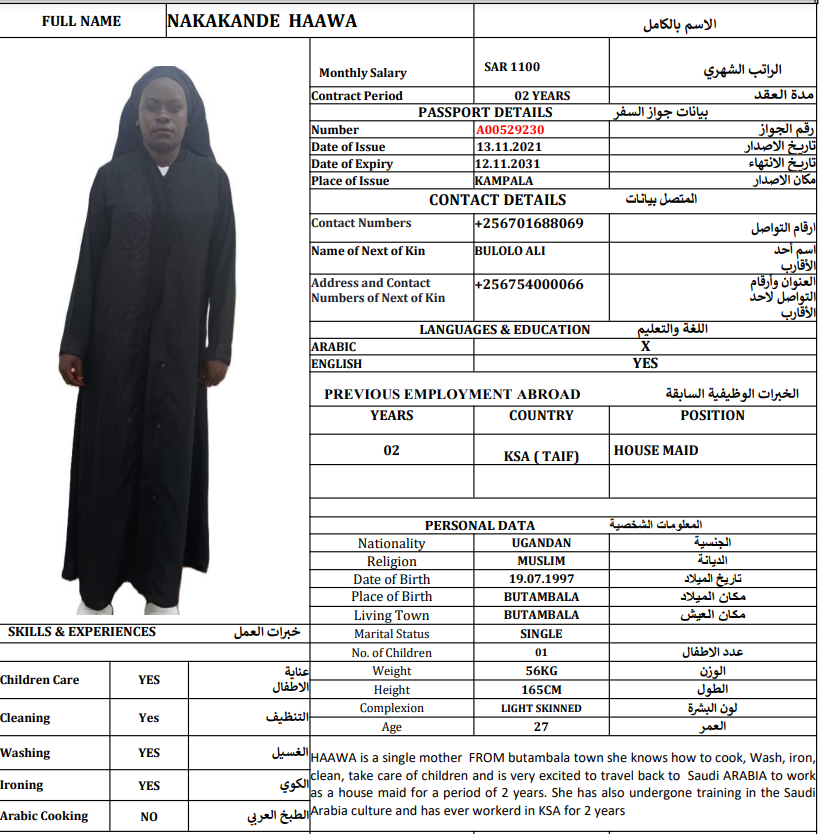 FULL NAME NAKAKANDE HAAWA الاسم بالكامل
Monthly Salary SAR 1100 الراتب الشهري
Contract Period 02 YEARS مدة العقد
PASSPORT DETAILS بيانات جواز السفر
Number A00529230 رقم الجواز
Date of Issue 13.11.2021 تاريخ الاصدار
Date of Expiry 12.11.2031 تاريخ الانتهاء
Place of Issue KAMPALA مكان الاصدار
CONTACT DETAILS المتصل بيانات
Contact Numbers +256701688069 ارقام التواصل
Name of Next of Kin BULOLO ALI اسم أحد
الأقارب
Address and Contact +256754000066 العنوان وأرقام
Numbers of Next of Kin التواصل لاحد
الأقارب
LANGUAGES & EDUCATION اللغة والتعليم
ARABIC X
ENGLISH YES
PREVIOUS EMPLOYMENT ABROAD الخبرات الوظيفية السابقة
YEARS COUNTRY POSITION
02 KSA ( TAIF) HOUSE MAID
PERSONAL DATA المعلومات الشخصية
Nationality UGANDAN الجنسية
Religion MUSLIM الديانة
Date of Birth 19.07.1997 تاريخ الميلاد
Place of Birth BUTAMBALA مكان الميلاد
Living Town BUTAMBALA مكان العيش
Marital Status SINGLE
No. of Children 01 عدد الاطفال
Weight 56KG الوزن
Height 165CM الطول
Complexion LIGHT SKINNED لون البشرة
Age 27 العمر
SKILLS & EXPERIENCES خبرات العمل
Children Care YES عناية
الاطفال
Cleaning Yes التنظيف
Washing YES الغسيل
Ironing YES الكوي
Arabic Cooking NO الطبخ العربي
HAAWA is a single mother FROM butambala town she knows how to cook, Wash, iron,
clean, take care of children and is very excited to travel back to Saudi ARABIA to work
as a house maid for a period of 2 years. She has also undergone training in the Saudi
Arabia culture and has ever workerd in KSA for 2 years